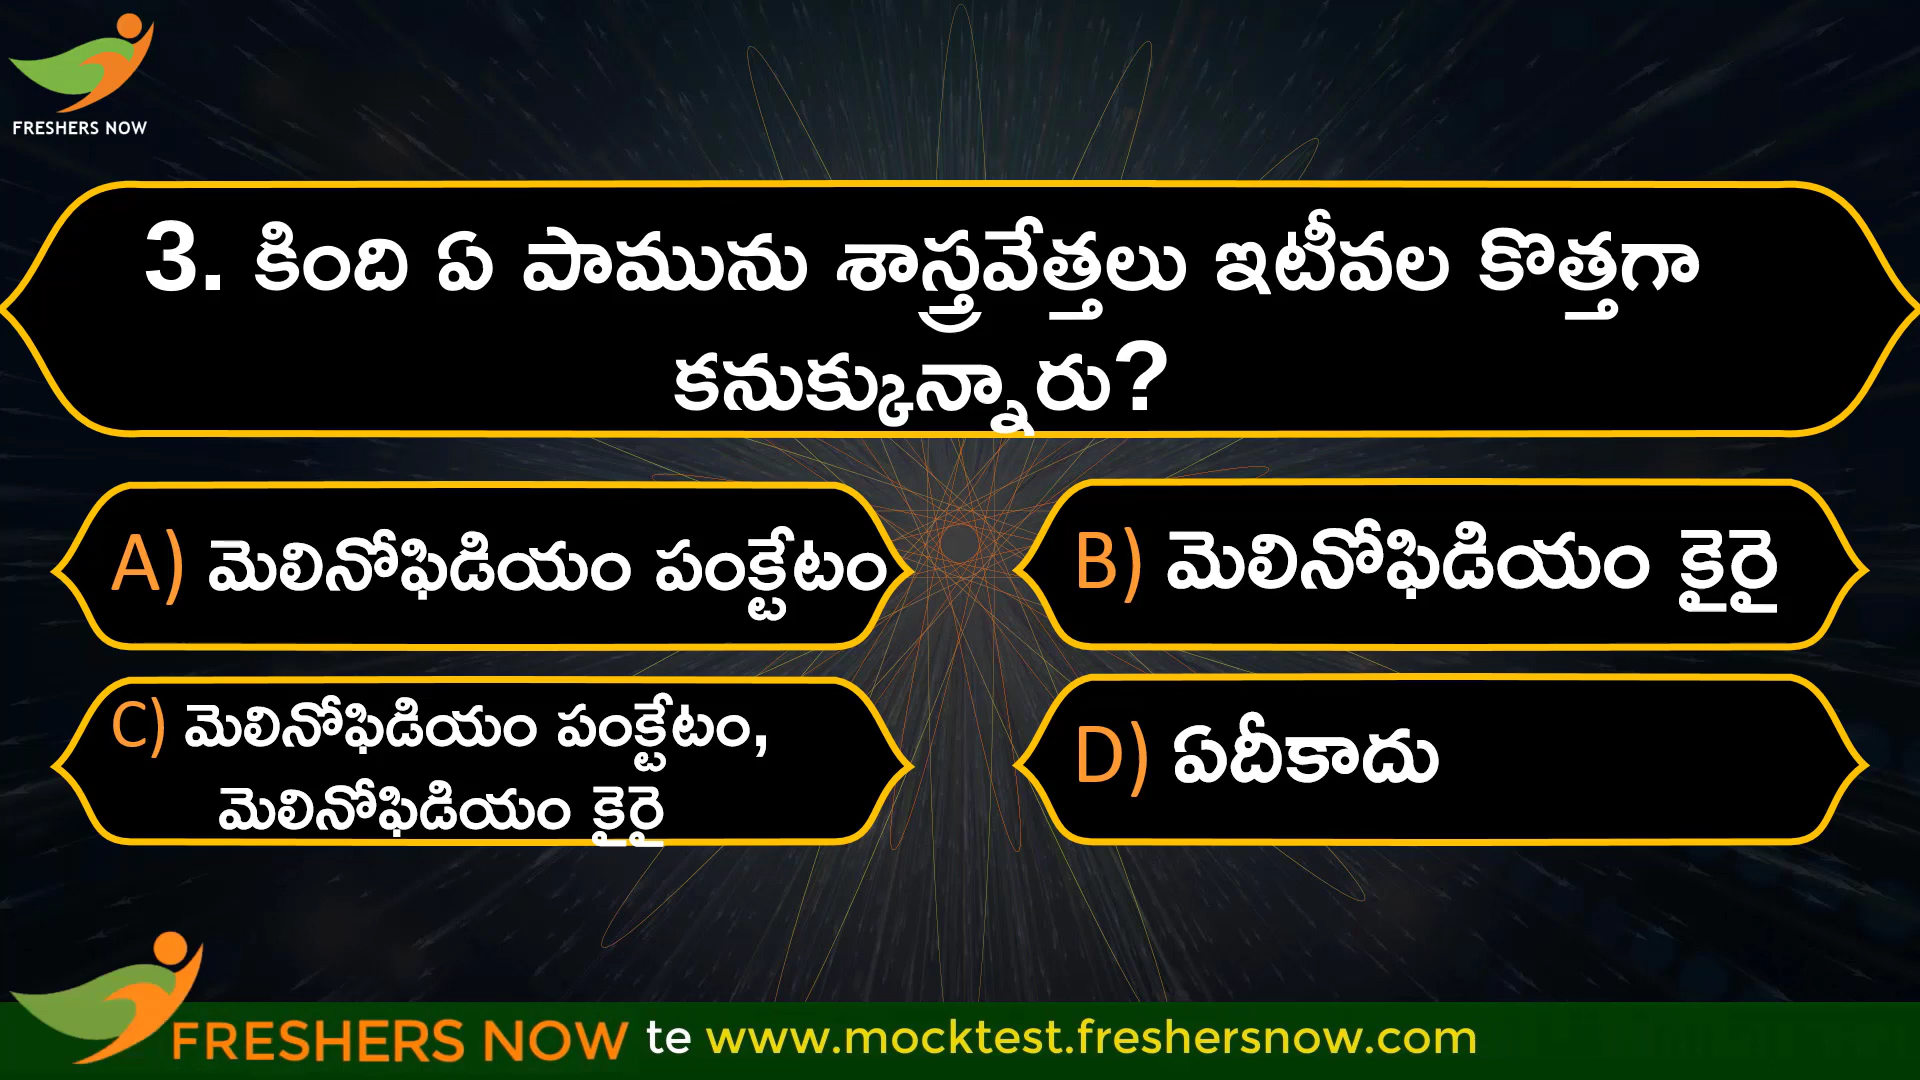 FRESHERS NOW
3. కింది ఏ పామును శాస్త్రవేత్తలు ఇటీవల కొత్తగా
కనుక్కున్నారు?
A) మెలినోఫిడియం పంక్టేటం
B) మెలినోఫిడియం కైరై
C) మెలినోఫిడియం పంక్టేటం,
మెలినోఫిడియం కైరై
D) ఏదీకాదు
FRESHERS NOW te www.mocktest.freshersnow.com